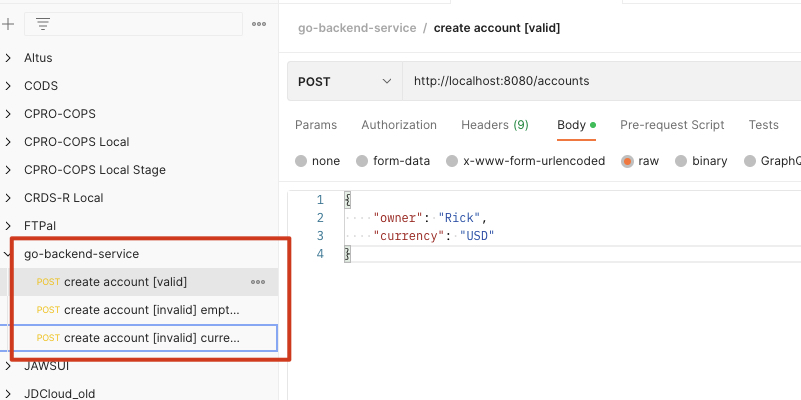 go-backend-service / create account [valid]
Altus
CODS
CPRO-COPS
CPRO-COPS Local
CPRO-COPS Local Stage
CRDS-R Local
FTPal
go-backend-service
POST create account [valid]
POST create account [invalid] empt...
POST create account [invalid] curre...
JAWSUI
JDCloud_old
POST http://localhost:8080/accounts
Params Authorization Headers (9) Body Pre-request Script Tests
none form-data x-www-form-urlencoded raw binary GraphQ
1 {
2 "owner": "Rick",
3 "currency": "USD"
4 }